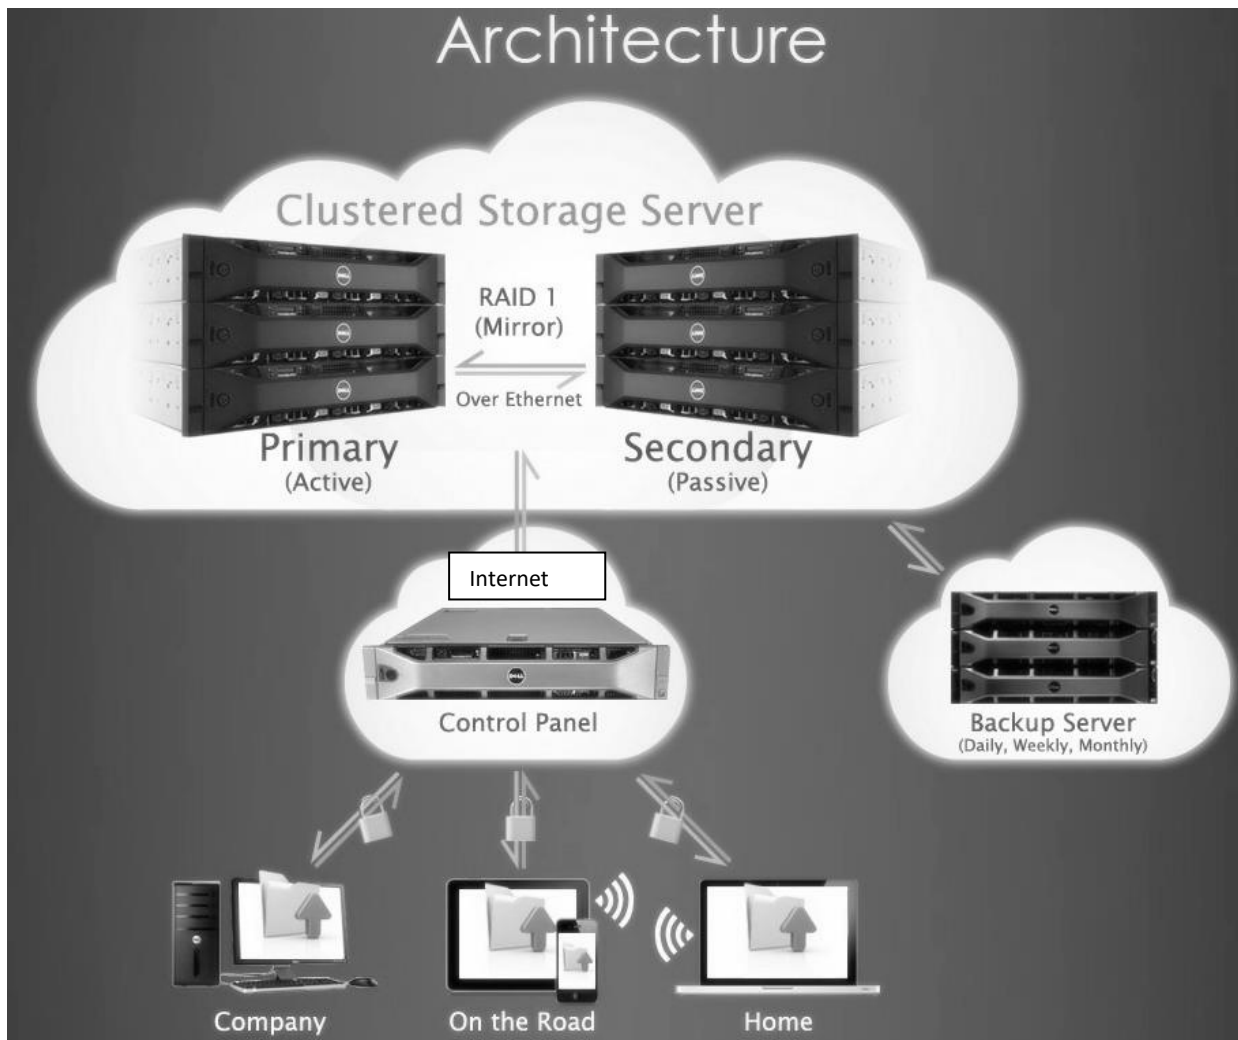 Architecture
Clustered Storage Server
RAID 1
(Mirror)
Over Ethernet
Primary
(Active)
Secondary
(Passive)
Internet
DELL
Control Panel
Backup Server
(Daily, Weekly, Monthly)
Company
On the Road
Home